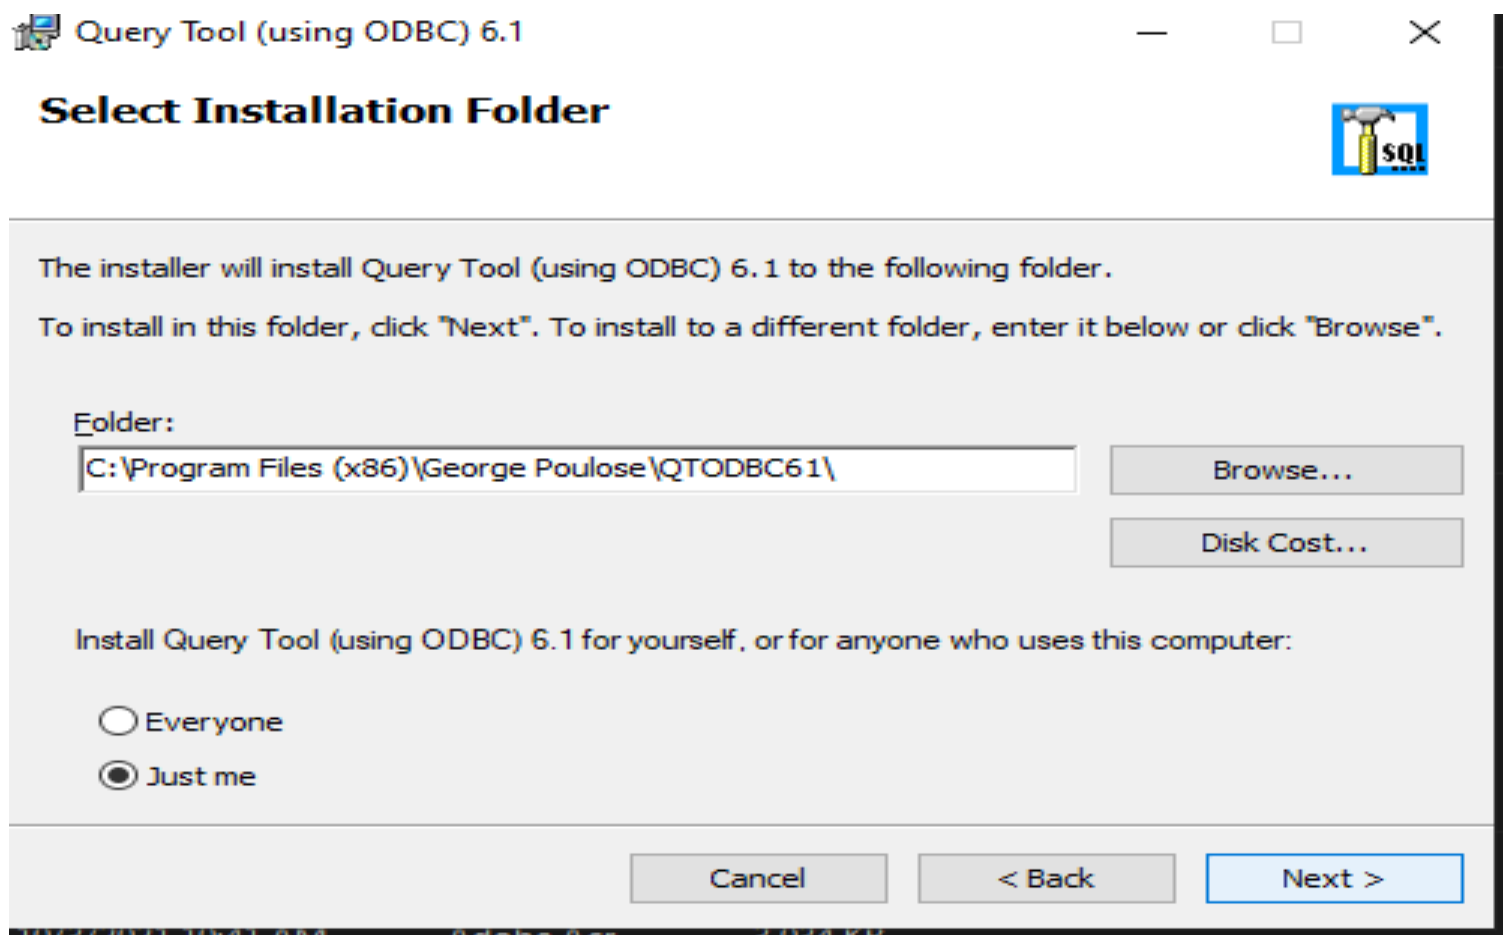 Query Tool (using ODBC) 6.1
Select Installation Folder
SQL
The installer will install Query Tool (using ODBC) 6.1 to the following folder.
To install in this folder, click "Next". To install to a different folder, enter it below or click "Browse".
Folder:
C:\Program Files (x86)\George Poulose\QTODBC61\
Browse...
Disk Cost...
Install Query Tool (using ODBC) 6.1 for yourself, or for anyone who uses this computer:
Everyone
Just me
Cancel
< Back
Next >